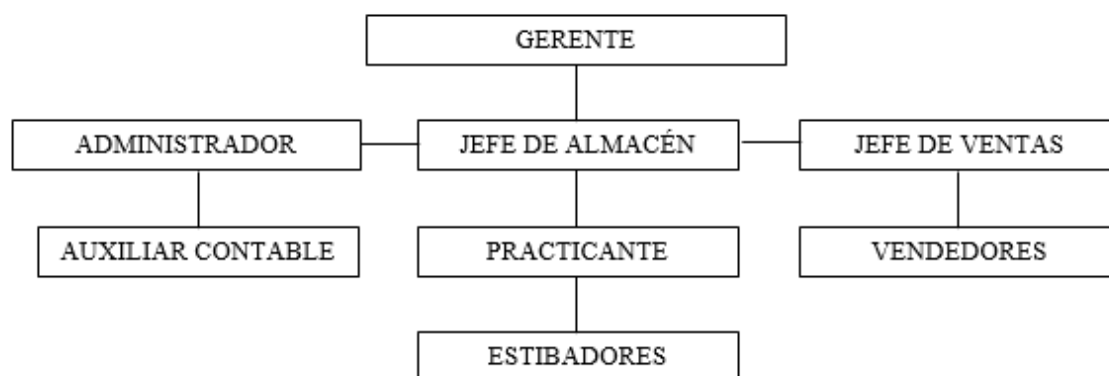 GERENTE
ADMINISTRADOR
JEFE DE ALMACÉN
JEFE DE VENTAS
AUXILIAR CONTABLE
PRACTICANTE
VENDEDORES
ESTIBADORES